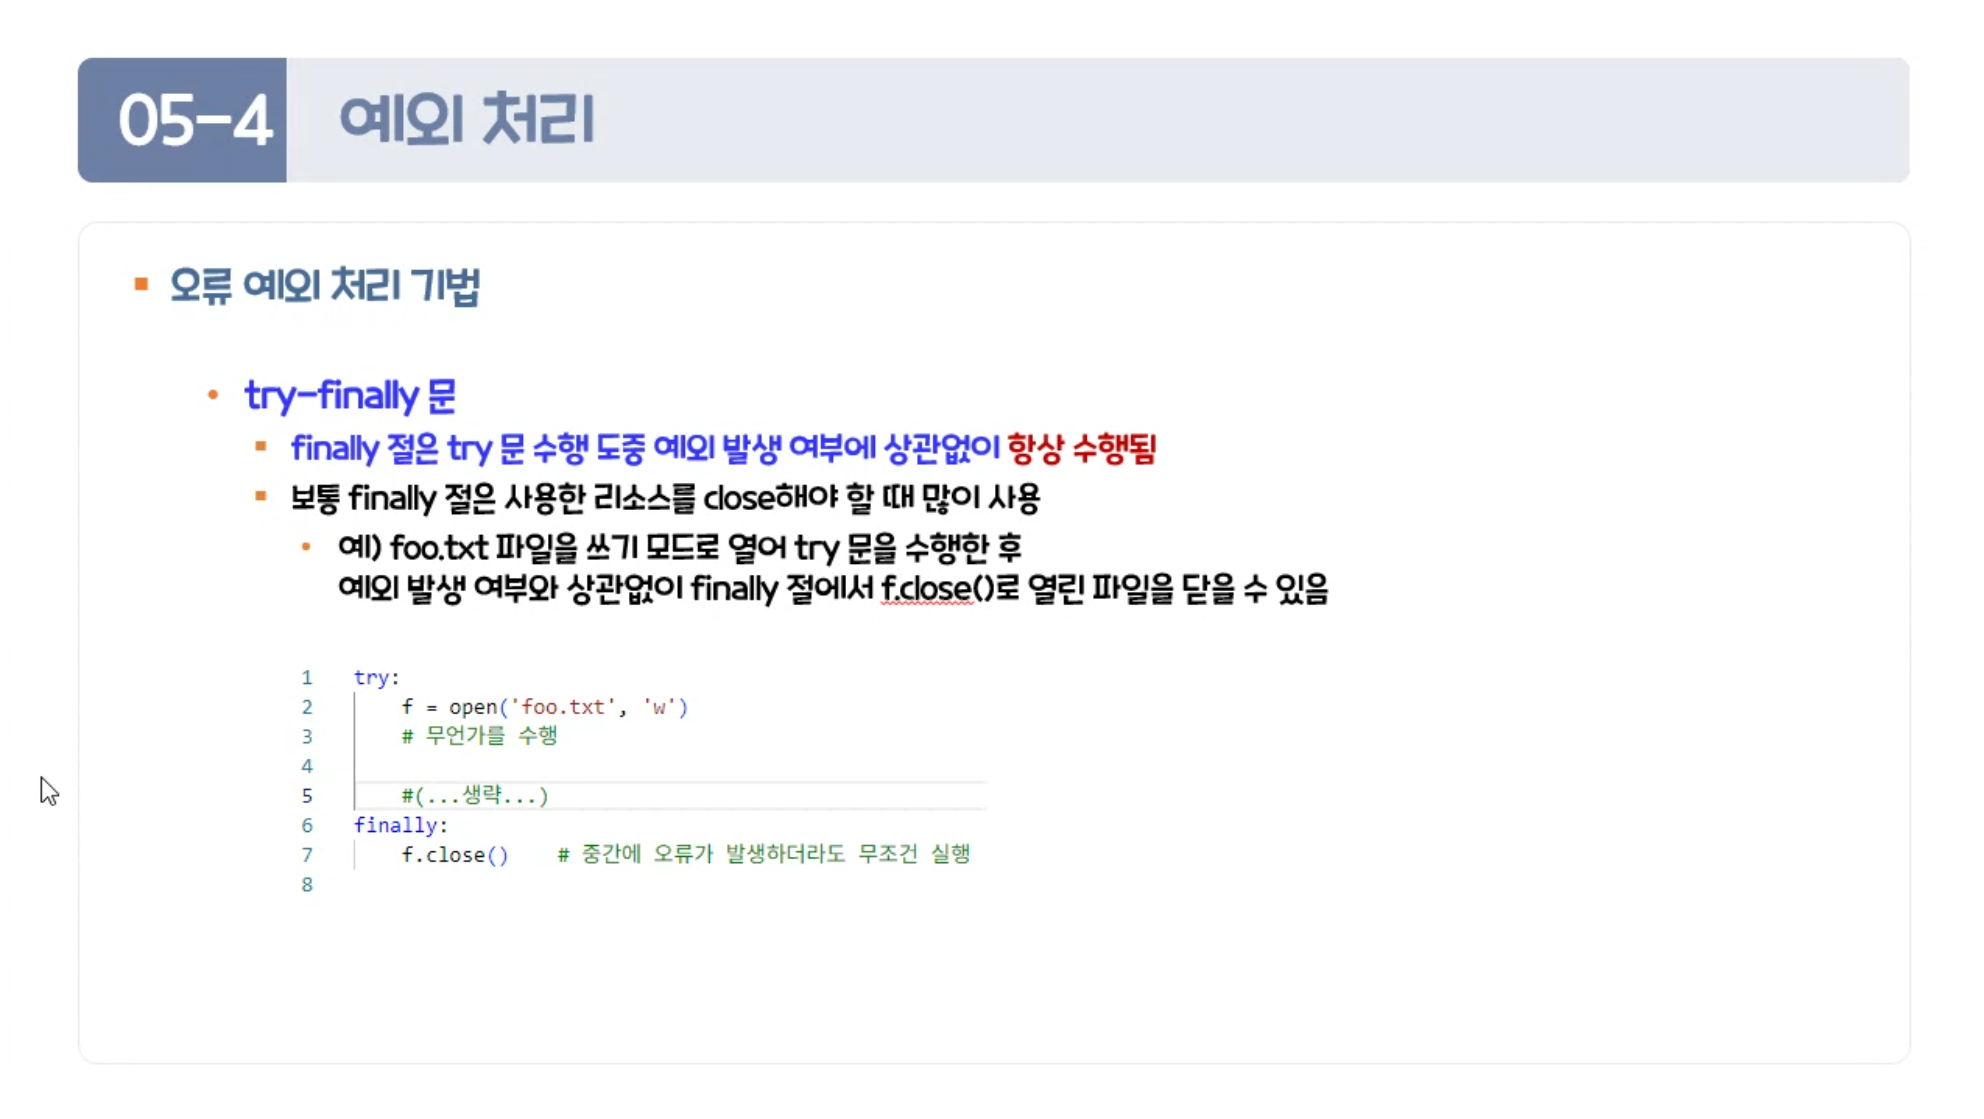 05-4 예외 처리
오류 예외 처리 기법
try-finally 문
finally 절은 try 문 수행 도중 예외 발생 여부에 상관없이 항상 수행됨
보통 finally 절은 사용한 리소스를 close해야 할 때 많이 사용
예) foo.txt 파일을 쓰기 모드로 열어 try 문을 수행한 후
예외 발생 여부와 상관없이 finally 절에서 f.close()로 열린 파일을 닫을 수 있음
1 try:
2     f = open('foo.txt', 'w')
3     # 무언가를 수행
4
5     #(...생략...)
6 finally:
7     f.close()    # 중간에 오류가 발생하더라도 무조건 실행
8